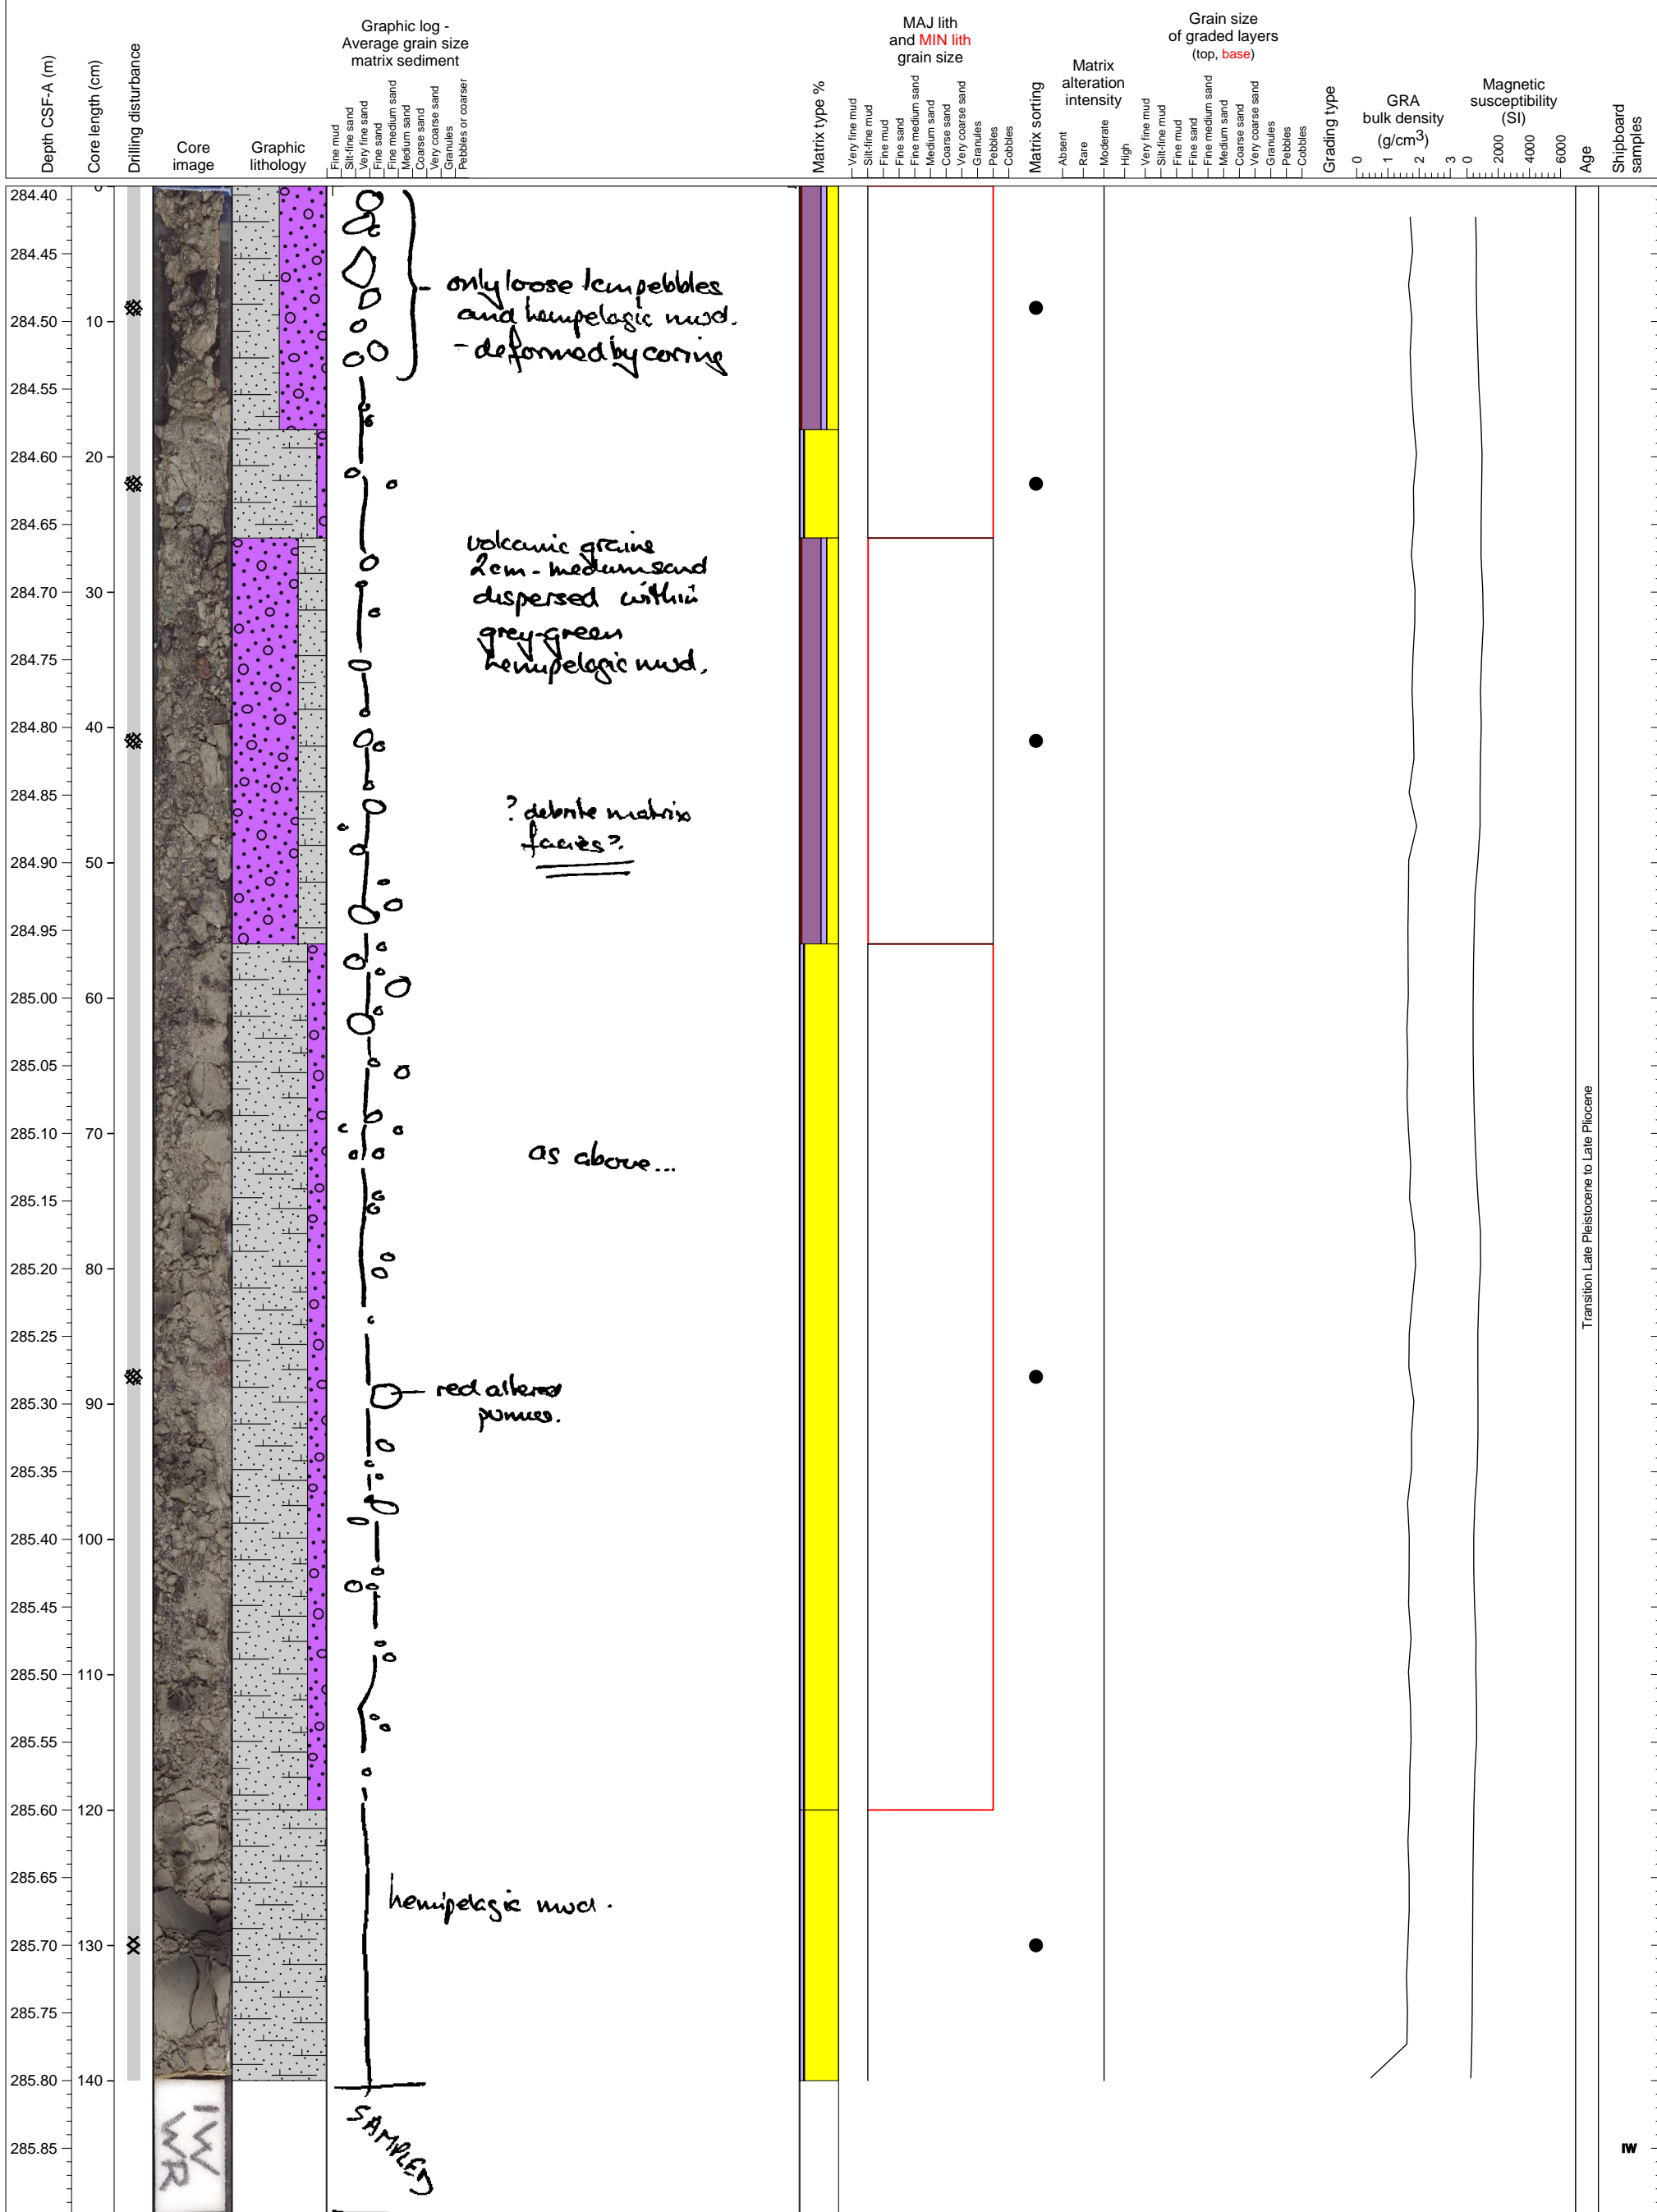 Graphic log -
Average grain size
matrix sediment
MAJ lith
and MIN lith
grain size
Grain size
of graded layers
(top, base)
Depth CSF-A (m)
Core length (cm)
Drilling disturbance
Core
image
Graphic
lithology
Fine mud
Silt-fine sand
Very fine sand
Fine sand
Fine medium sand
Medium sand
Coarse sand
Very coarse sand
Granules
Pebbles or coarser
Matrix type %
Very fine mud
Silt-fine mud
Fine mud
Fine sand
Fine medium sand
Medium sand
Coarse sand
Very coarse sand
Granules
Pebbles
Cobbles
Matrix sorting
Matrix
alteration
intensity
Absent
Rare
Moderate
High
Very fine mud
Silt-fine mud
Fine mud
Fine sand
Fine medium sand
Medium sand
Coarse sand
Very coarse sand
Granules
Pebbles
Cobbles
Grading type
GRA
bulk density
(g/cm3)
0 1 2 3
Magnetic
susceptibility
(SI)
0 2000 4000 6000
Age
Shipboard
samples
284.40 0
284.45
284.50 10
284.55
284.60 20
284.65
284.70 30
284.75
284.80 40
284.85
284.90 50
284.95
285.00 60
285.05
285.10 70
285.15
285.20 80
285.25
285.30 90
285.35
285.40 100
285.45
285.50 110
285.55
285.60 120
285.65
285.70 130
285.75
285.80 140
285.85
only loose 1cm pebbles
and hempelagic mud.
- deformed by coring
volcanic grains
2cm - medium sand
dispersed within
grey-green
hemipelagic mud.
? debrite matrix
facies?
as above...
red altered
pumice.
hemipelagic mud.
SAMPLED
IW
WR
Transition Late Pleistocene to Late Pliocene
IW